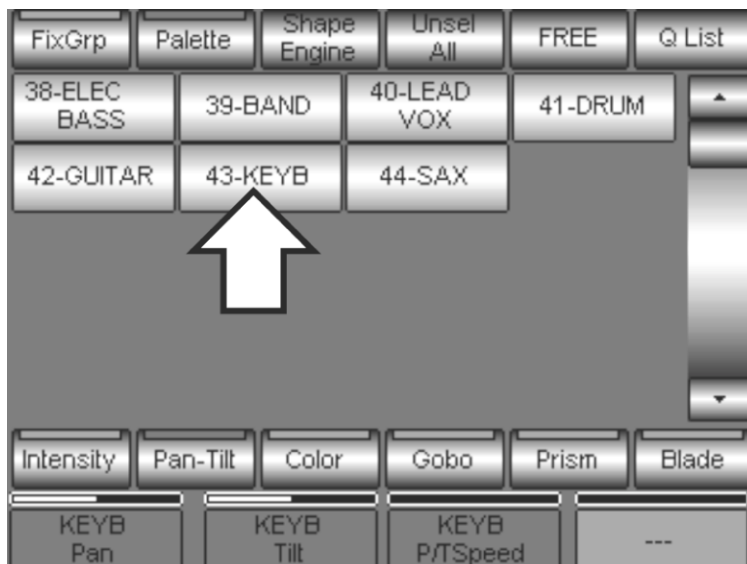 FixGrp Palette Shape Engine Unsel All FREE Q List
38-ELEC BASS 39-BAND 40-LEAD VOX 41-DRUM
42-GUITAR 43-KEYB 44-SAX
Intensity Pan-Tilt Color Gobo Prism Blade
KEYB Pan KEYB Tilt KEYB P/TSpeed ---